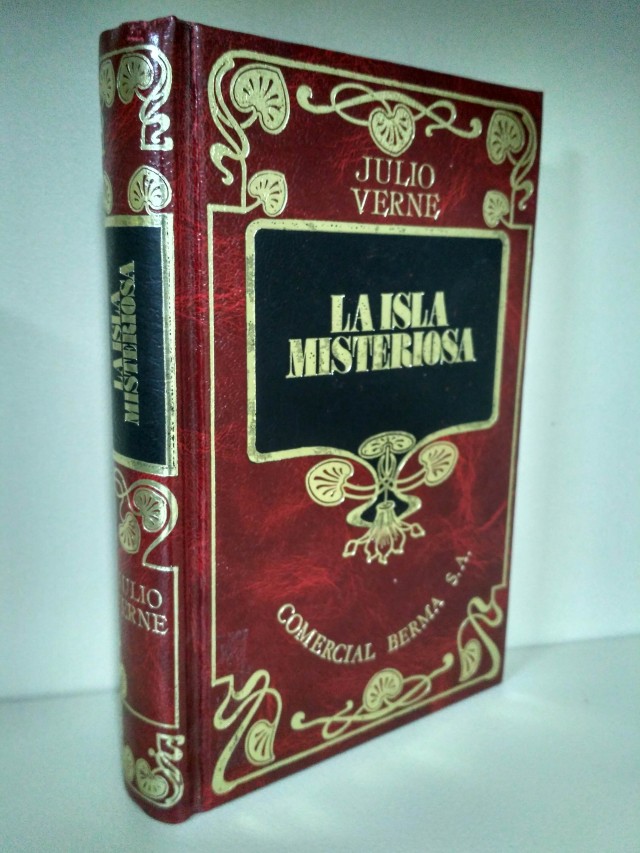 JULIO
VERNE
LA ISLA
MISTERIOSA
COMERCIAL BERMA S.A.
LA ISLA
MISTERIOSA
JULIO
VERNE